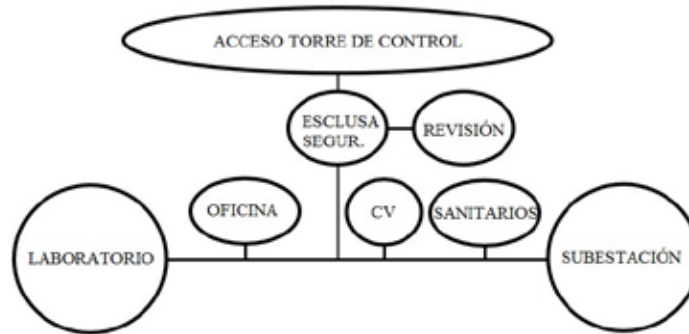 ACCESO TORRE DE CONTROL
ESCLUSA
SEGUR.
REVISIÓN
OFICINA
CV
SANITARIOS
LABORATORIO
SUBESTACIÓN